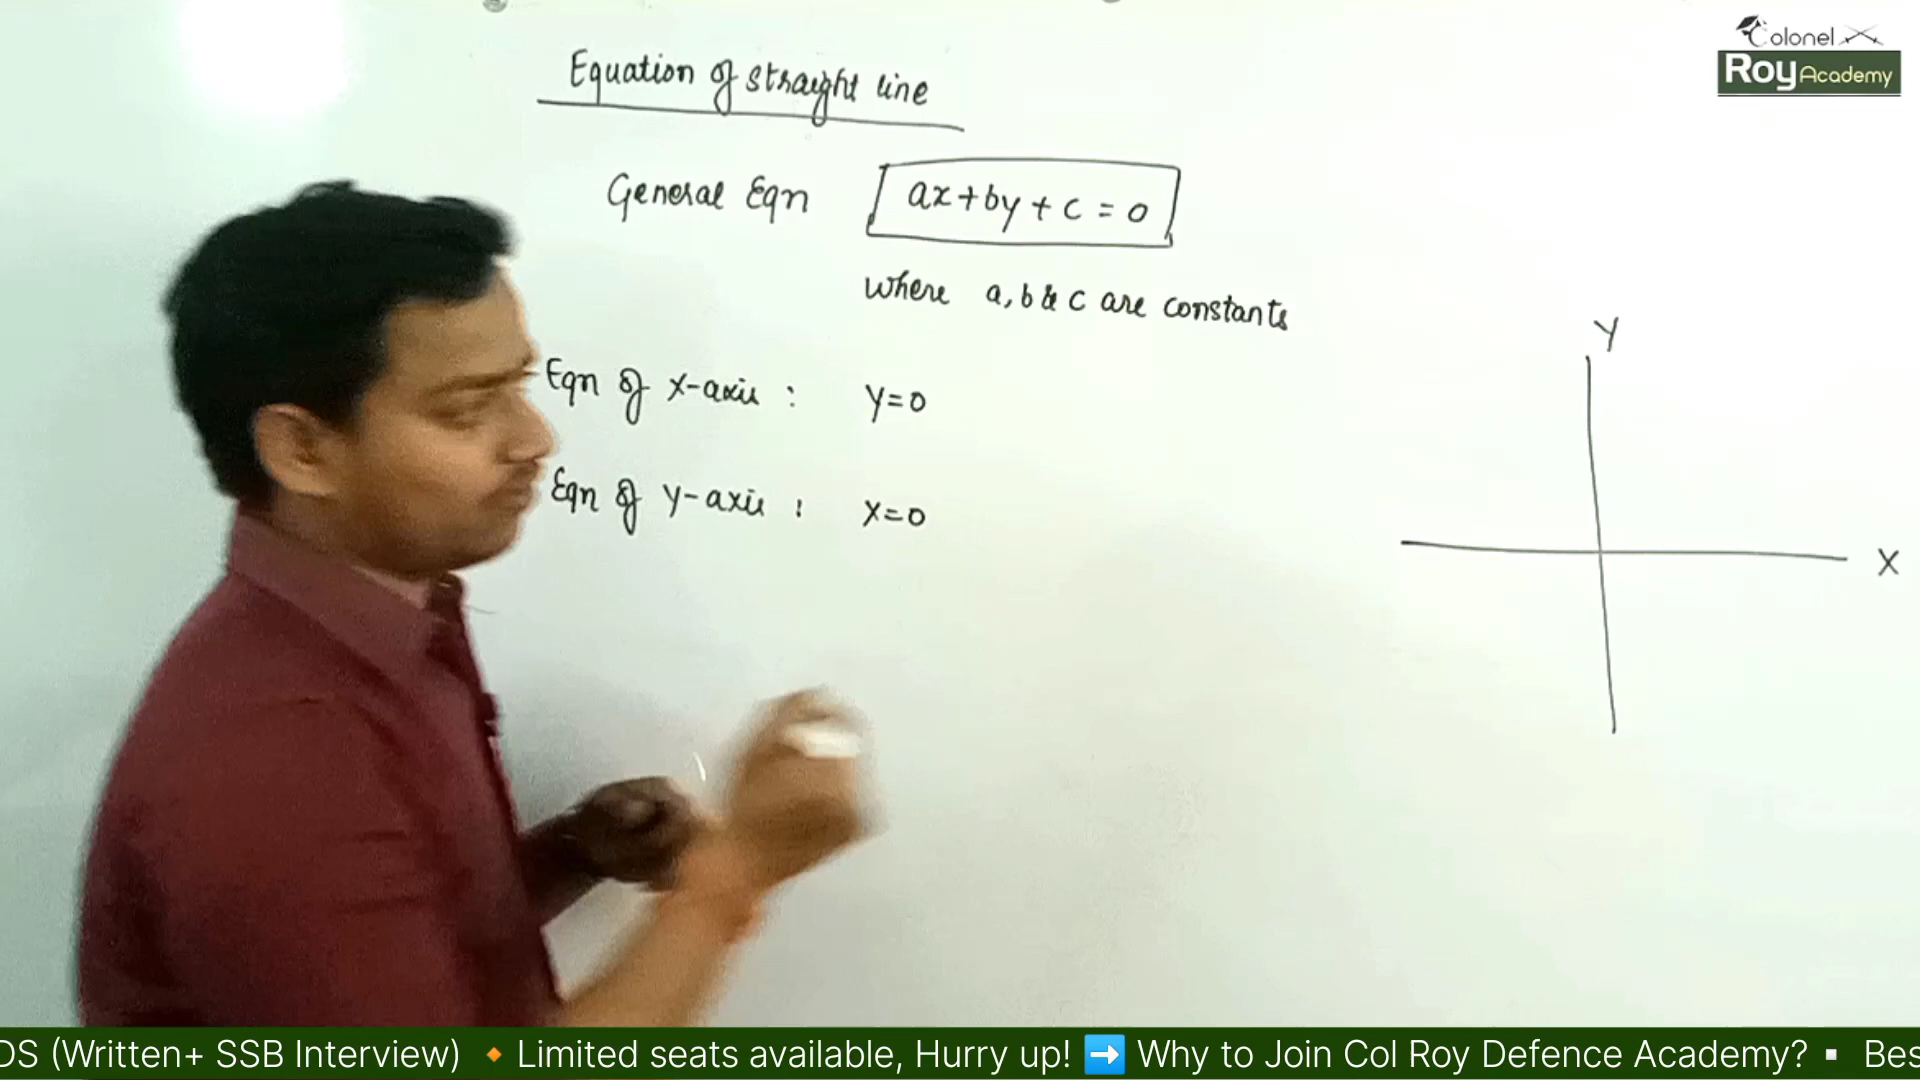 Equation of straight line
Colonel
Roy Academy
General Eqn ax+by+c=0
where a, b & c are constants
Y
Eqn of x-axis : y=0
Eqn of y-axis : x=0
X
DS (Written+ SSB Interview) 🔸Limited seats available, Hurry up! ➡️ Why to Join Col Roy Defence Academy? ▪️ Bes